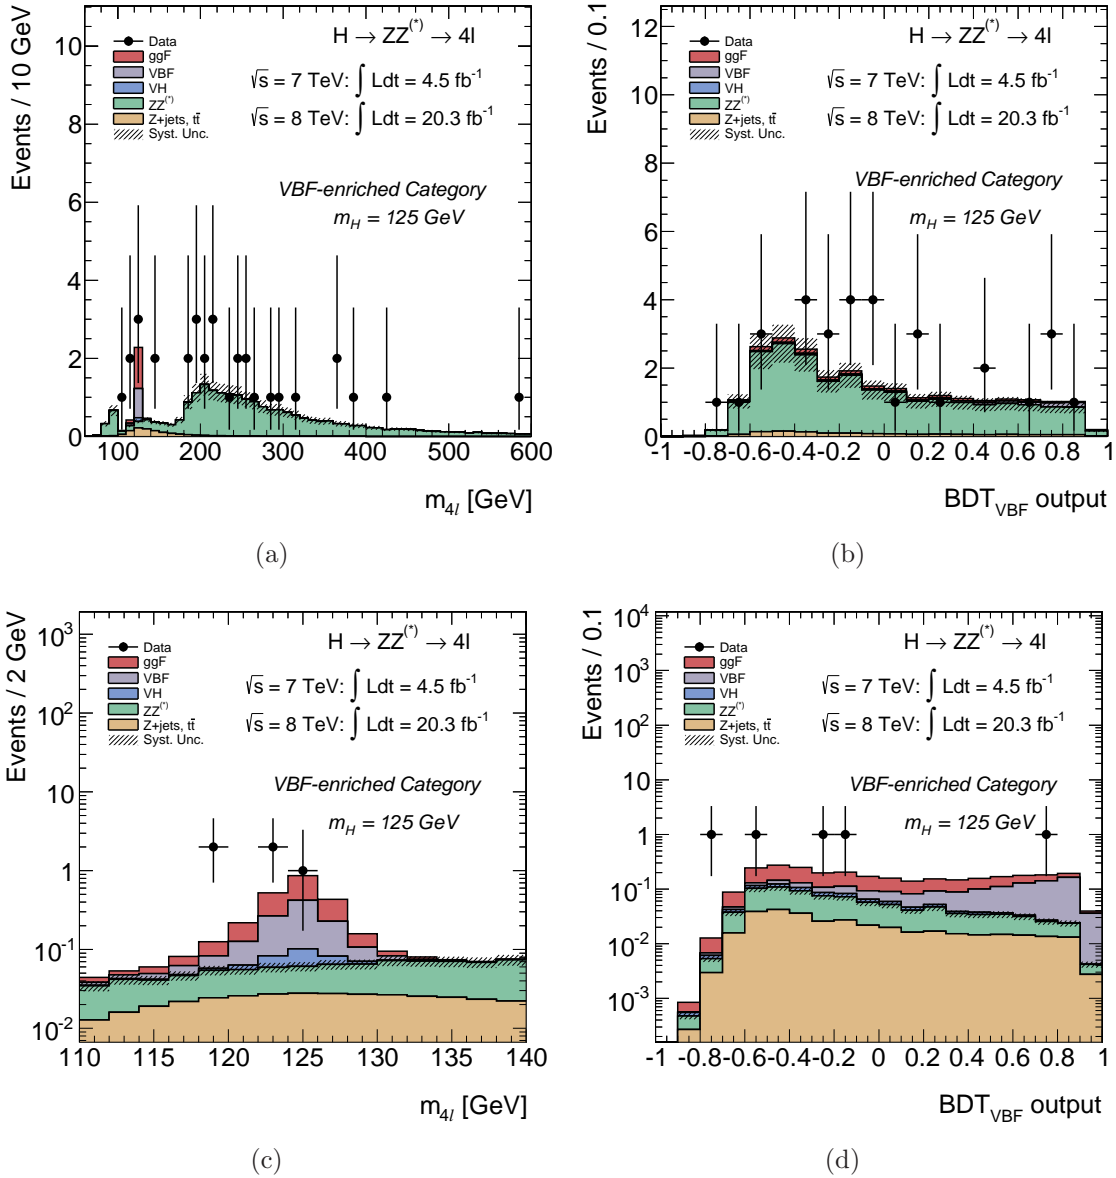 Events / 10 GeV
10
8
6
4
2
0
Data
ggF
VBF
VH
ZZ(*)
Z+jets, tt̄
Syst. Unc.
H → ZZ(*) → 4l
√s = 7 TeV: ∫ Ldt = 4.5 fb-1
√s = 8 TeV: ∫ Ldt = 20.3 fb-1
VBF-enriched Category
mH = 125 GeV
100 200 300 400 500 600
m4l [GeV]
(a)
Events / 0.1
12
10
8
6
4
2
0
Data
ggF
VBF
VH
ZZ(*)
Z+jets, tt̄
Syst. Unc.
H → ZZ(*) → 4l
√s = 7 TeV: ∫ Ldt = 4.5 fb-1
√s = 8 TeV: ∫ Ldt = 20.3 fb-1
VBF-enriched Category
mH = 125 GeV
-1 -0.8 -0.6 -0.4 -0.2 0 0.2 0.4 0.6 0.8 1
BDTVBF output
(b)
Events / 2 GeV
10³
10²
10
1
10⁻¹
10⁻²
Data
ggF
VBF
VH
ZZ(*)
Z+jets, tt̄
Syst. Unc.
H → ZZ(*) → 4l
√s = 7 TeV: ∫ Ldt = 4.5 fb-1
√s = 8 TeV: ∫ Ldt = 20.3 fb-1
VBF-enriched Category
mH = 125 GeV
110 115 120 125 130 135 140
m4l [GeV]
(c)
Events / 0.1
10⁴
10³
10²
10
1
10⁻¹
10⁻²
10⁻³
Data
ggF
VBF
VH
ZZ(*)
Z+jets, tt̄
Syst. Unc.
H → ZZ(*) → 4l
√s = 7 TeV: ∫ Ldt = 4.5 fb-1
√s = 8 TeV: ∫ Ldt = 20.3 fb-1
VBF-enriched Category
mH = 125 GeV
-1 -0.8 -0.6 -0.4 -0.2 0 0.2 0.4 0.6 0.8 1
BDTVBF output
(d)